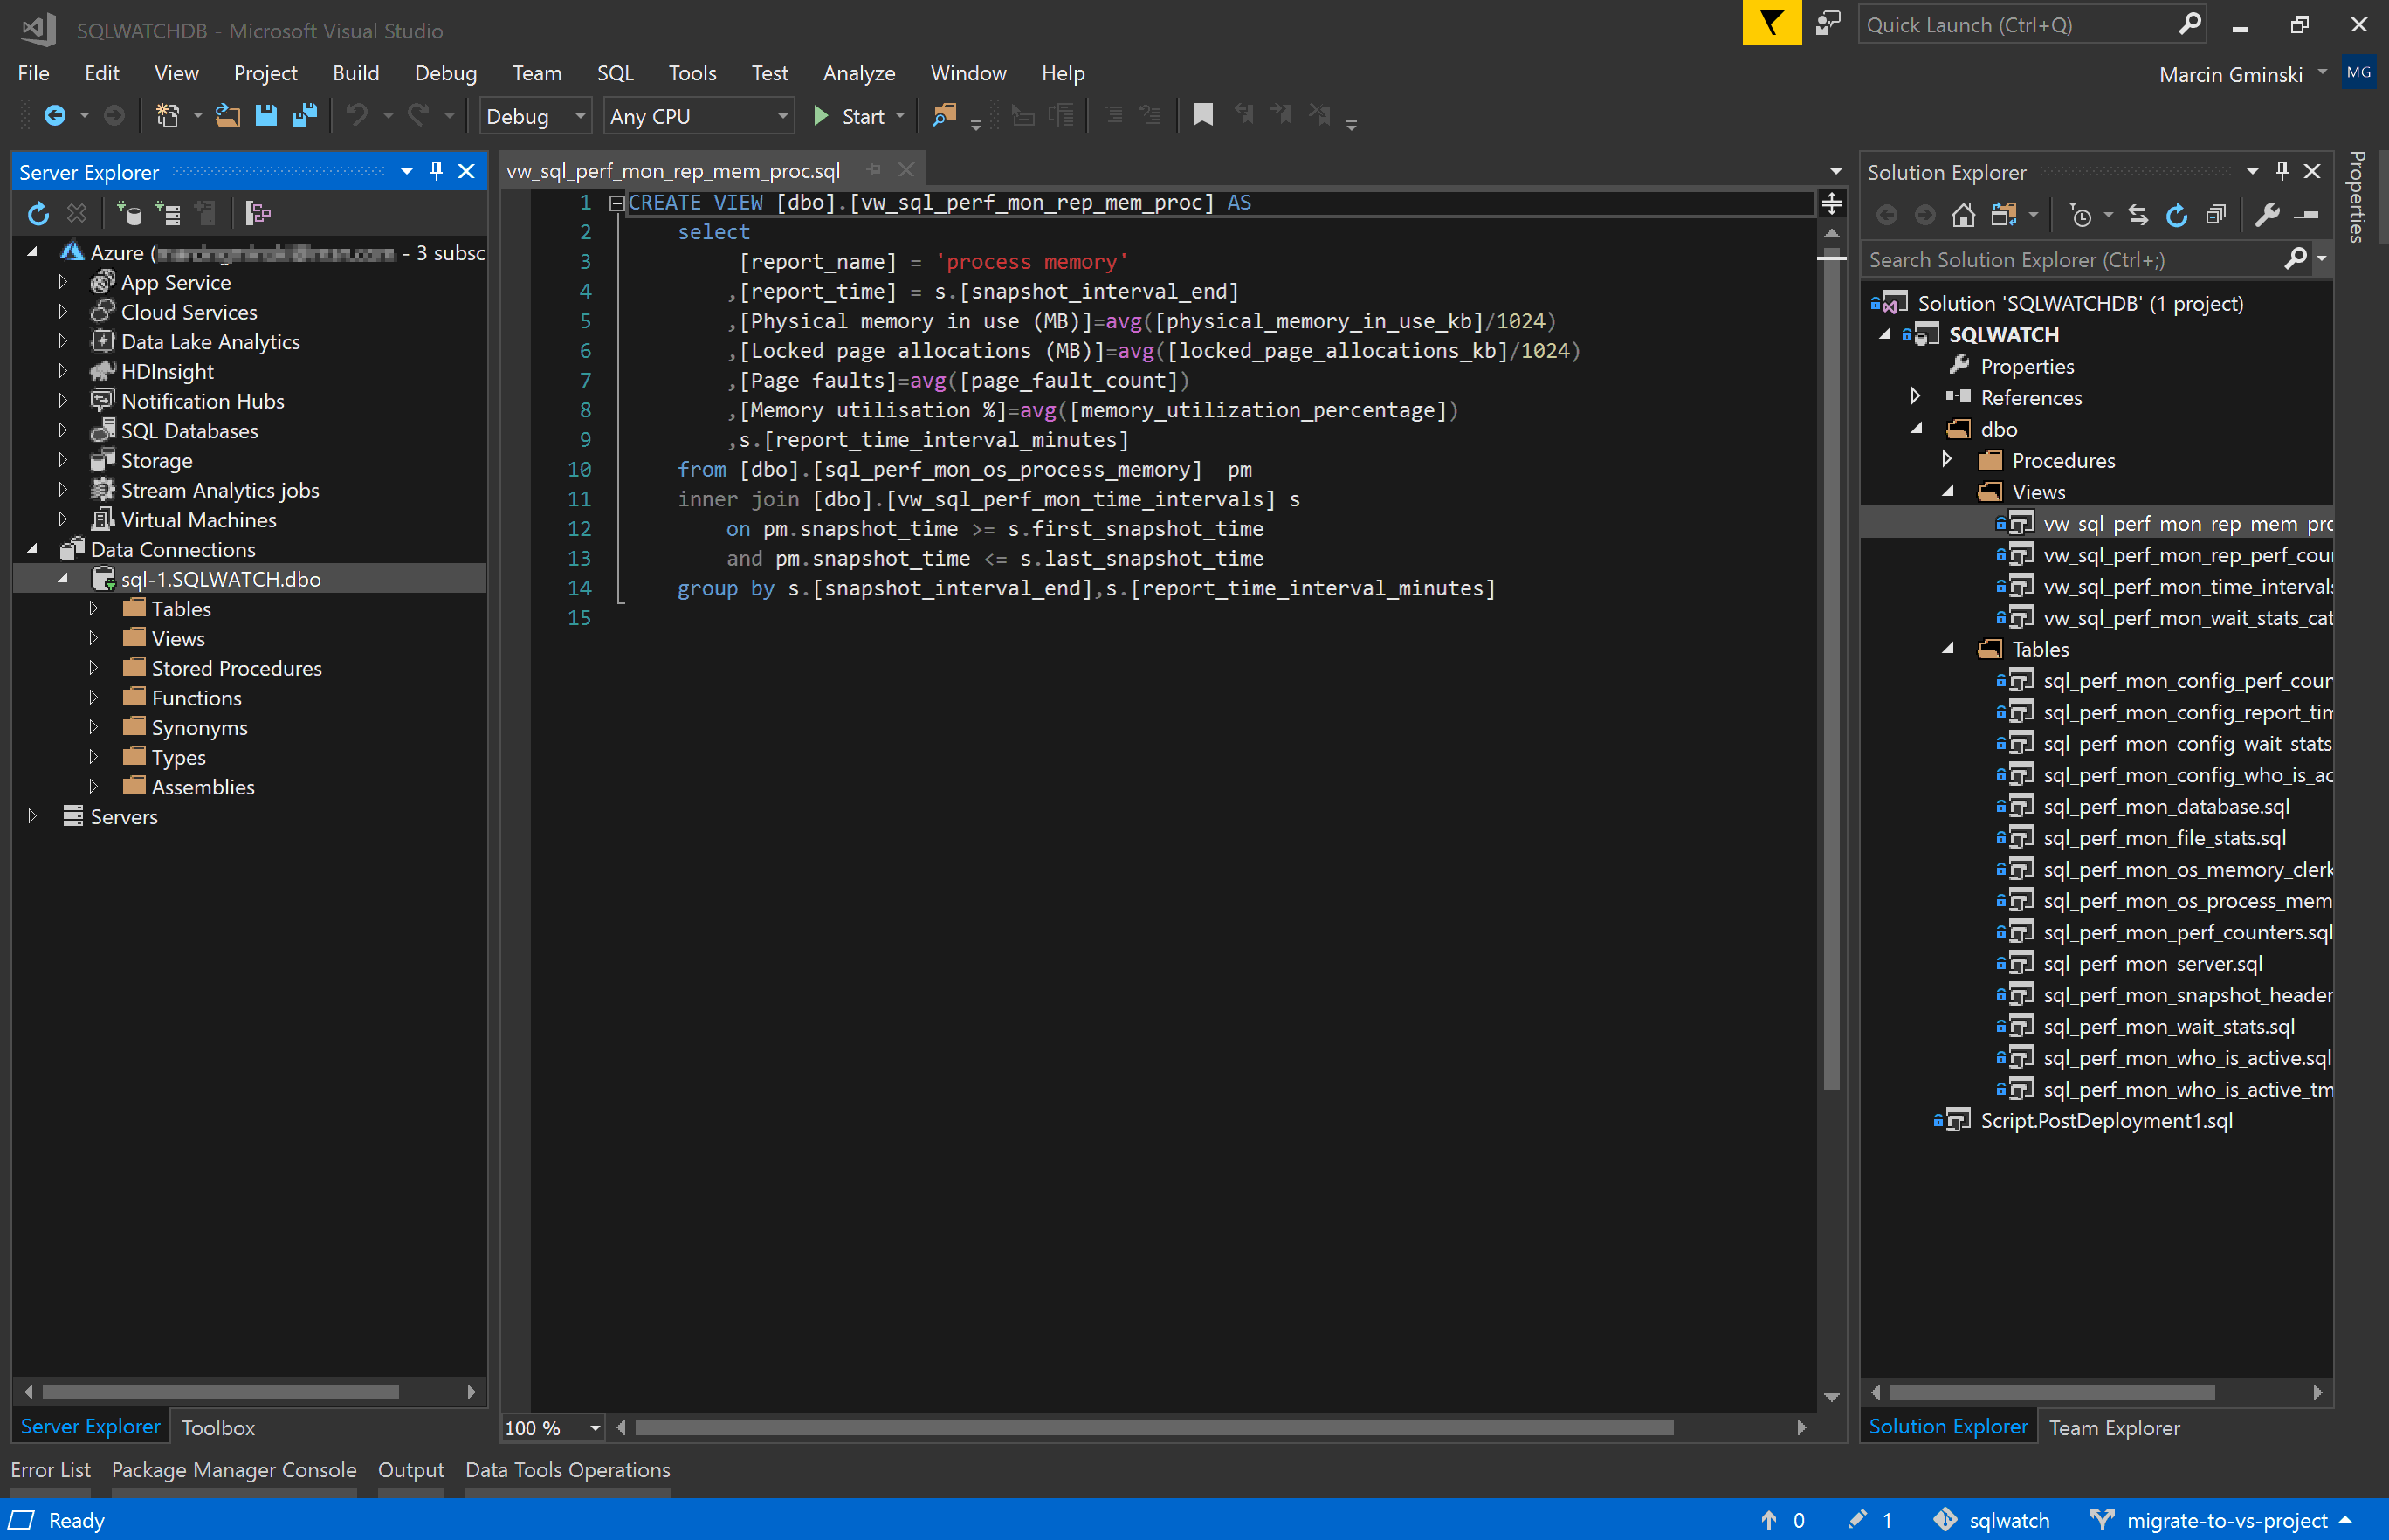 SQLWATCHDB - Microsoft Visual Studio
Quick Launch (Ctrl+Q)
File Edit View Project Build Debug Team SQL Tools Test Analyze Window Help
Marcin Gminski MG
Debug Any CPU Start
Server Explorer
Azure ( - 3 subsc
App Service
Cloud Services
Data Lake Analytics
HDInsight
Notification Hubs
SQL Databases
Storage
Stream Analytics jobs
Virtual Machines
Data Connections
sql-1.SQLWATCH.dbo
Tables
Views
Stored Procedures
Functions
Synonyms
Types
Assemblies
Servers
Server Explorer Toolbox
vw_sql_perf_mon_rep_mem_proc.sql
1 CREATE VIEW [dbo].[vw_sql_perf_mon_rep_mem_proc] AS
2 select
3 [report_name] = 'process memory'
4 ,[report_time] = s.[snapshot_interval_end]
5 ,[Physical memory in use (MB)]=avg([physical_memory_in_use_kb]/1024)
6 ,[Locked page allocations (MB)]=avg([locked_page_allocations_kb]/1024)
7 ,[Page faults]=avg([page_fault_count])
8 ,[Memory utilisation %]=avg([memory_utilization_percentage])
9 ,s.[report_time_interval_minutes]
10 from [dbo].[sql_perf_mon_os_process_memory] pm
11 inner join [dbo].[vw_sql_perf_mon_time_intervals] s
12 on pm.snapshot_time >= s.first_snapshot_time
13 and pm.snapshot_time <= s.last_snapshot_time
14 group by s.[snapshot_interval_end],s.[report_time_interval_minutes]
15
100 %
Solution Explorer
Search Solution Explorer (Ctrl+;)
Solution 'SQLWATCHDB' (1 project)
SQLWATCH
Properties
References
dbo
Procedures
Views
vw_sql_perf_mon_rep_mem_pro
vw_sql_perf_mon_rep_perf_cou
vw_sql_perf_mon_time_intervals
vw_sql_perf_mon_wait_stats_cat
Tables
sql_perf_mon_config_perf_coun
sql_perf_mon_config_report_tim
sql_perf_mon_config_wait_stats
sql_perf_mon_config_who_is_ac
sql_perf_mon_database.sql
sql_perf_mon_file_stats.sql
sql_perf_mon_os_memory_clerk
sql_perf_mon_os_process_mem
sql_perf_mon_perf_counters.sql
sql_perf_mon_server.sql
sql_perf_mon_snapshot_header
sql_perf_mon_wait_stats.sql
sql_perf_mon_who_is_active.sql
sql_perf_mon_who_is_active_tm
Script.PostDeployment1.sql
Solution Explorer Team Explorer
Properties
Error List Package Manager Console Output Data Tools Operations
Ready 0 1 sqlwatch migrate-to-vs-project